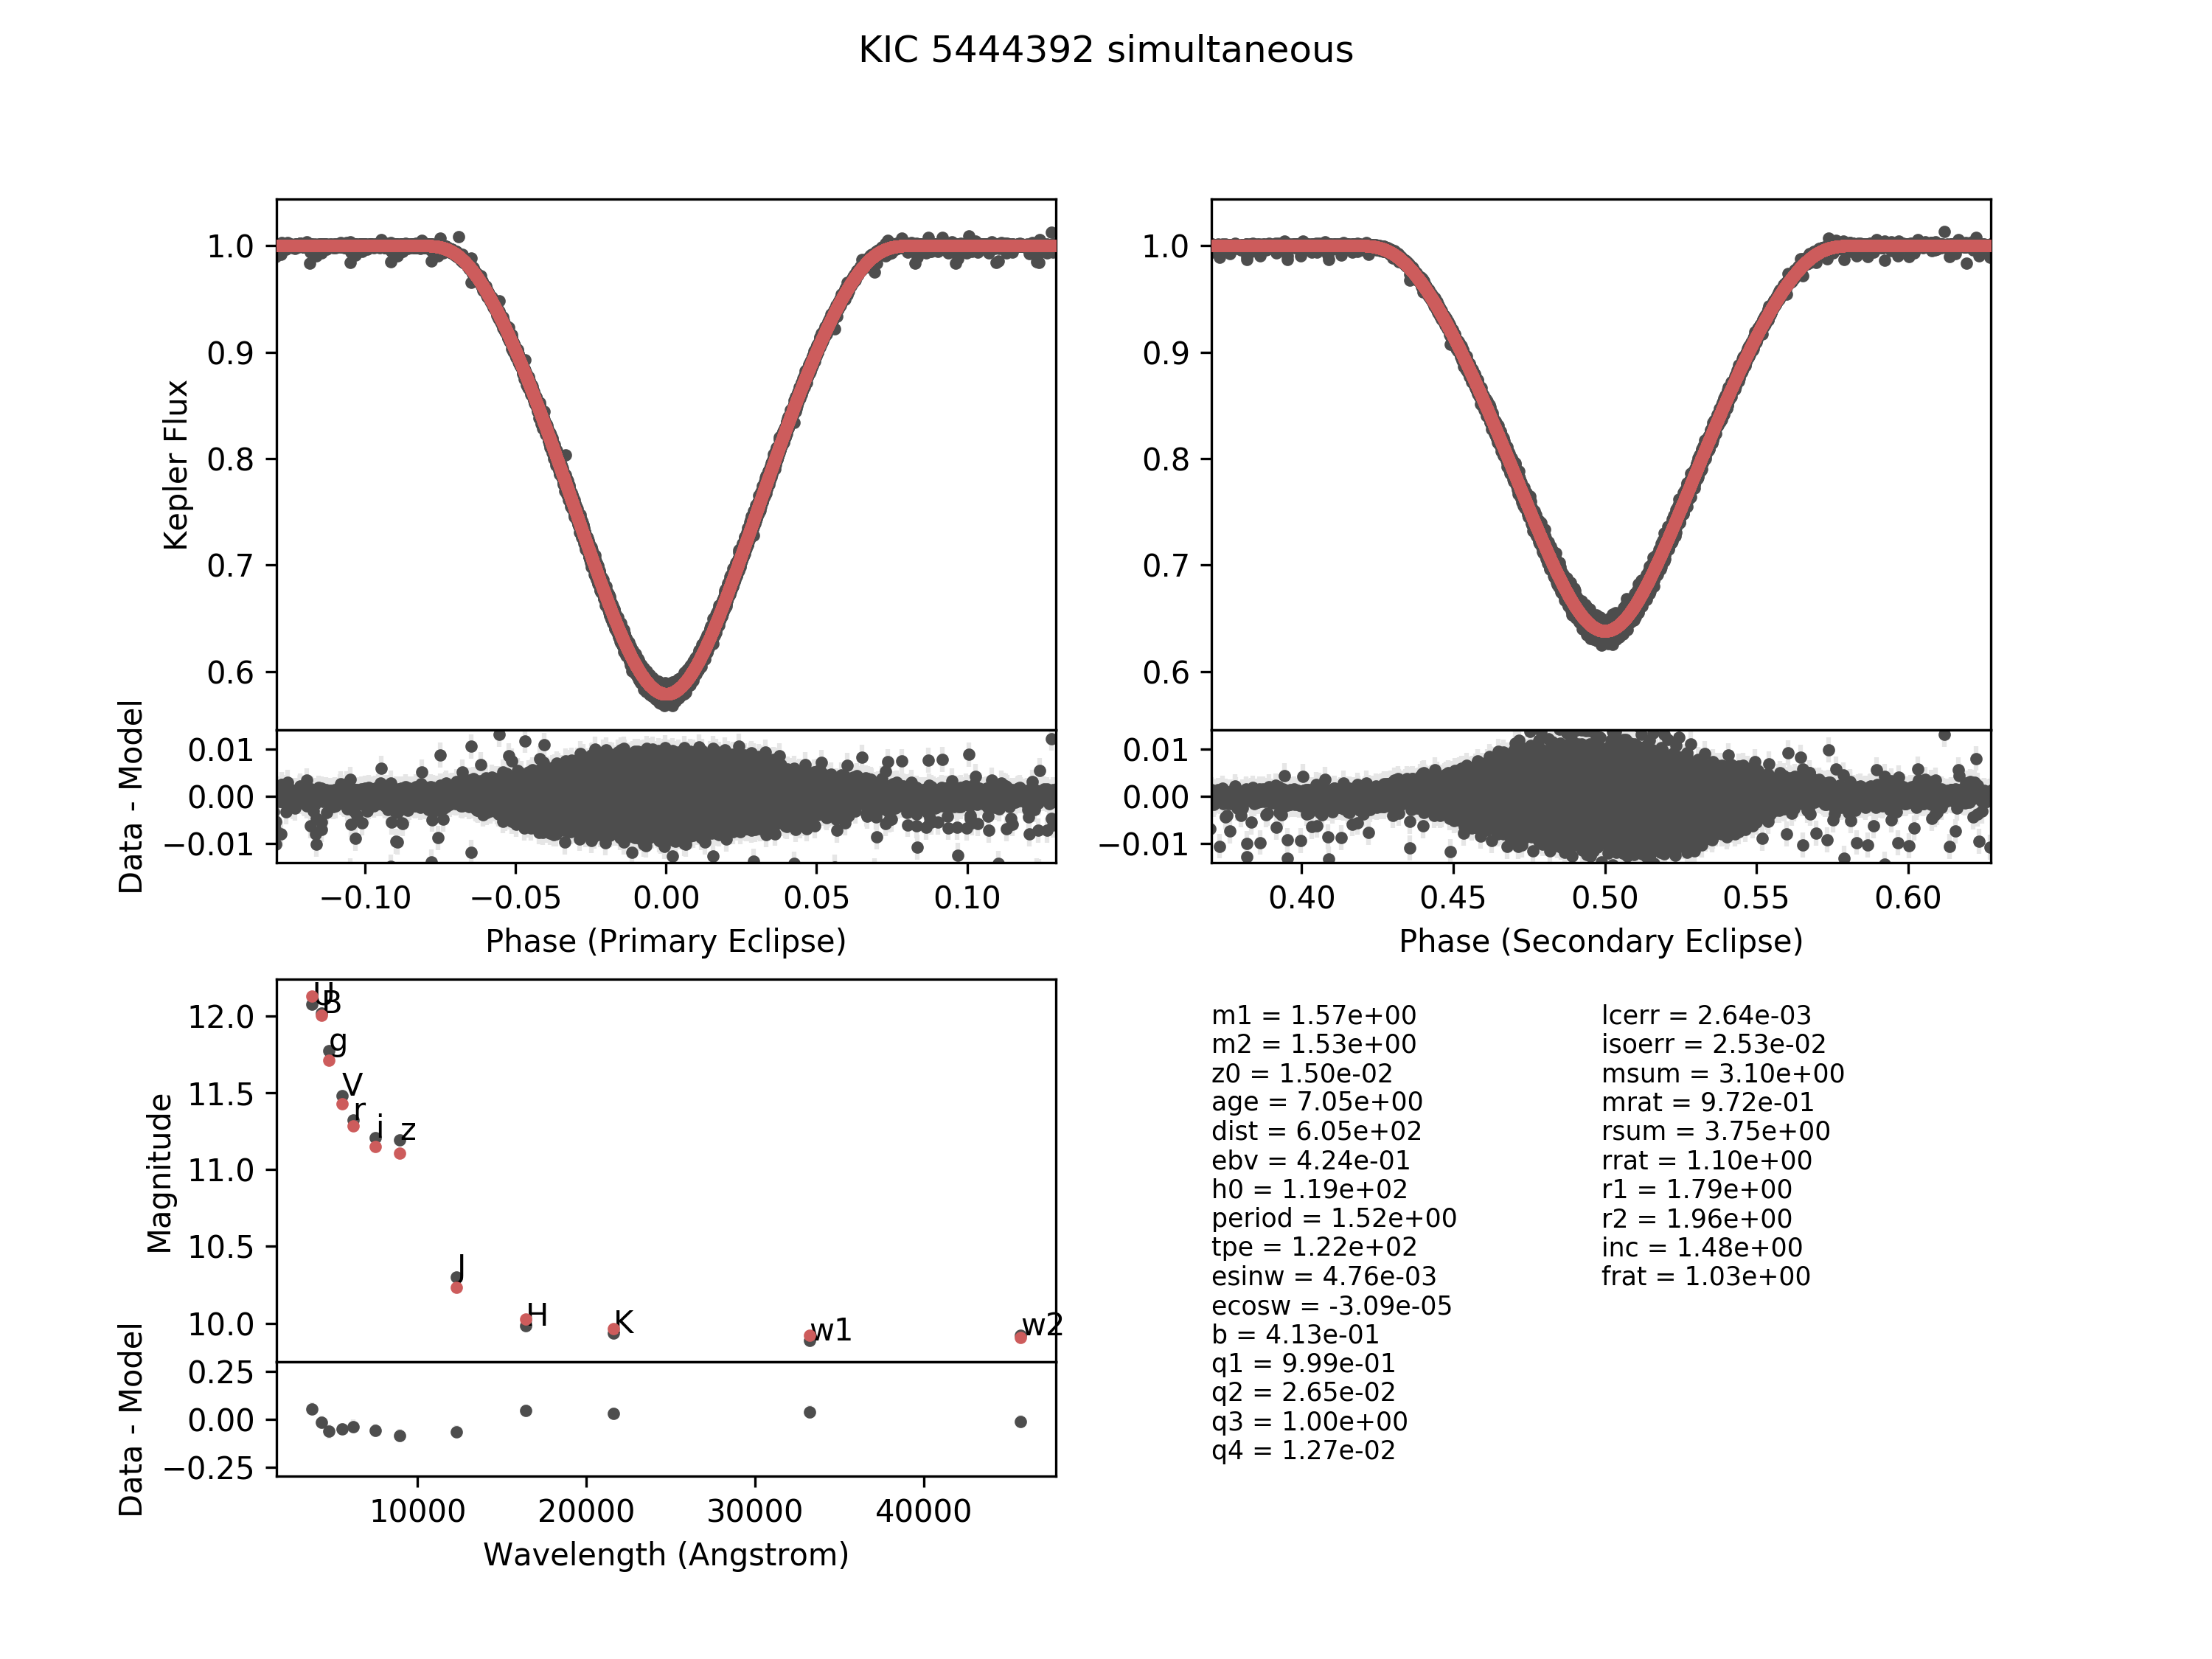 KIC 5444392 simultaneous
Kepler Flux
1.0
0.9
0.8
0.7
0.6
Data - Model
0.01
0.00
−0.01
−0.10 −0.05 0.00 0.05 0.10
Phase (Primary Eclipse)
1.0
0.9
0.8
0.7
0.6
0.01
0.00
−0.01
0.40 0.45 0.50 0.55 0.60
Phase (Secondary Eclipse)
Magnitude
12.0
11.5
11.0
10.5
10.0
U
B
g
V
r
i
z
J
H
K
w1
w2
Data - Model
0.25
0.00
−0.25
10000 20000 30000 40000
Wavelength (Angstrom)
m1 = 1.57e+00
m2 = 1.53e+00
z0 = 1.50e-02
age = 7.05e+00
dist = 6.05e+02
ebv = 4.24e-01
h0 = 1.19e+02
period = 1.52e+00
tpe = 1.22e+02
esinw = 4.76e-03
ecosw = -3.09e-05
b = 4.13e-01
q1 = 9.99e-01
q2 = 2.65e-02
q3 = 1.00e+00
q4 = 1.27e-02
lcerr = 2.64e-03
isoerr = 2.53e-02
msum = 3.10e+00
mrat = 9.72e-01
rsum = 3.75e+00
rrat = 1.10e+00
r1 = 1.79e+00
r2 = 1.96e+00
inc = 1.48e+00
frat = 1.03e+00